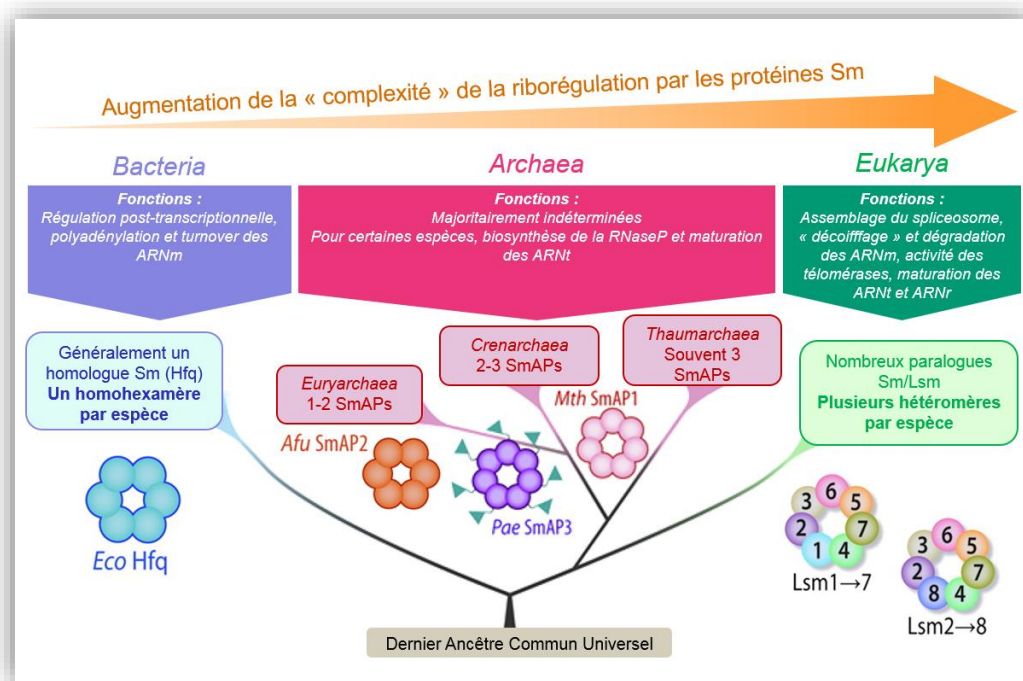 Augmentation de la « complexité » de la riborégulation par les protéines Sm
Bacteria
Fonctions :
Régulation post-transcriptionnelle,
polyadénylation et turnover des
ARNm
Archaea
Fonctions :
Majoritairement indéterminées
Pour certaines espèces, biosynthèse de la RNaseP et maturation
des ARNt
Eukarya
Fonctions :
Assemblage du spliceosome,
« décoifffage » et dégradation
des ARNm, activité des
télomérases, maturation des
ARNt et ARNr
Généralement un
homologue Sm (Hfq)
Un homohexamère
par espèce
Eco Hfq
Euryarchaea
1-2 SmAPs
Afu SmAP2
Crenarchaea
2-3 SmAPs
Pae SmAP3
Thaumarchaea
Souvent 3
SmAPs
Mth SmAP1
Nombreux paralogues
Sm/Lsm
Plusieurs hétéromères
par espèce
3 6 5
2 7
1 4
Lsm1→7
3 6 5
2 7
8 4
Lsm2→8
Dernier Ancêtre Commun Universel